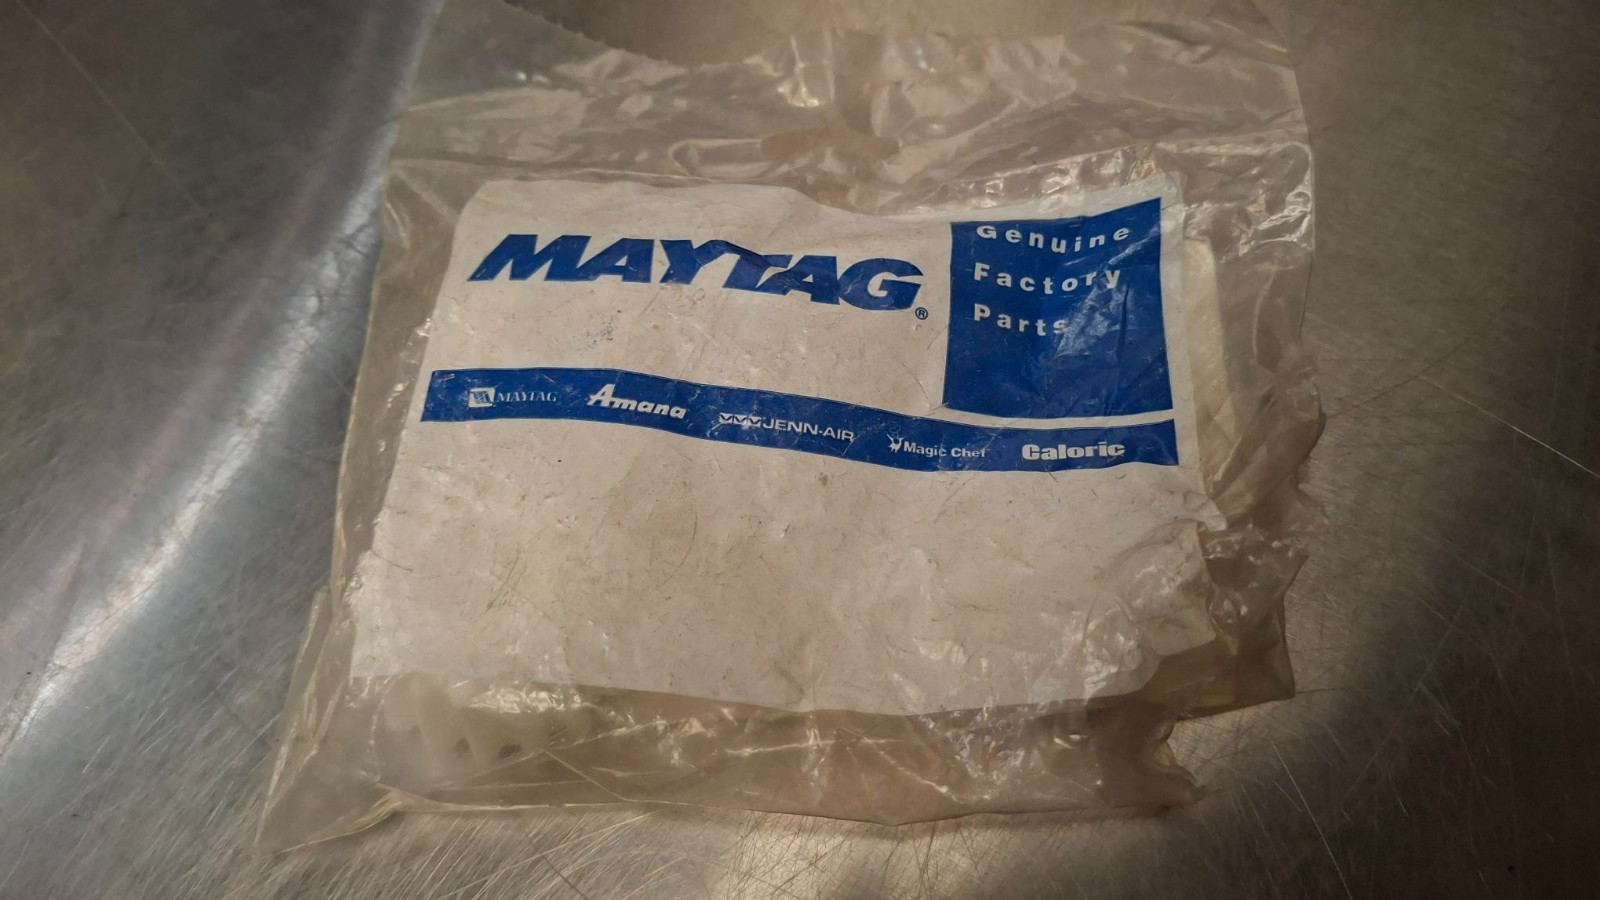 MAYTAG®
Genuine
Factory
Parts
MAYTAG Amana JENN-AIR Magic Chef Caloric